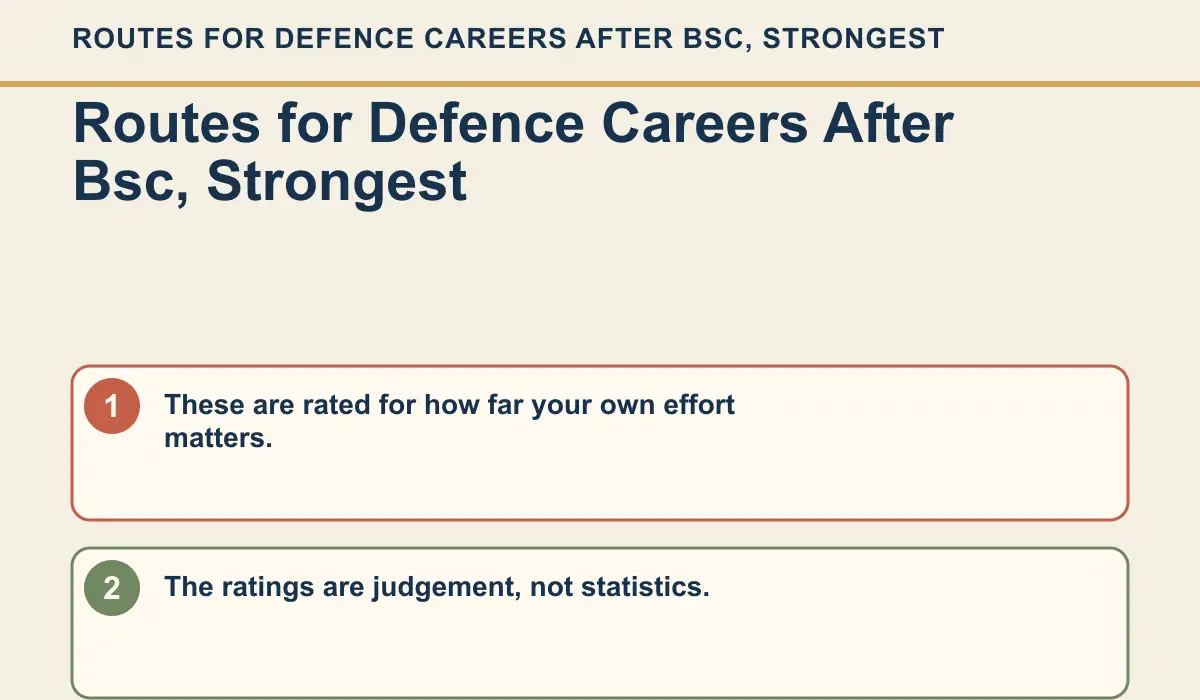 ROUTES FOR DEFENCE CAREERS AFTER BSC, STRONGEST
Routes for Defence Careers After
Bsc, Strongest
1
These are rated for how far your own effort
matters.
2
The ratings are judgement, not statistics.